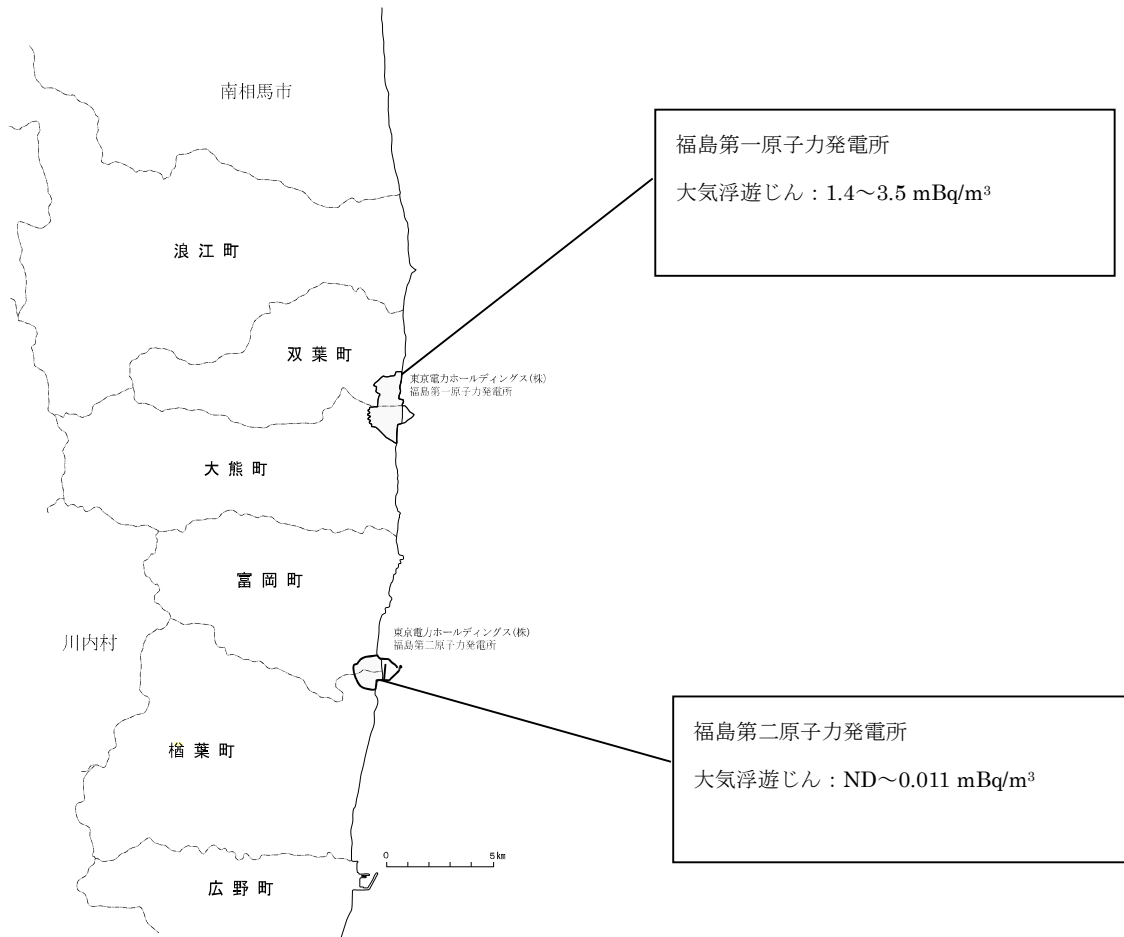 南相馬市
福島第一原子力発電所
大気浮遊じん：1.4～3.5 mBq/m³
浪江町
双葉町
東京電力ホールディングス(株)
福島第一原子力発電所
大熊町
富岡町
東京電力ホールディングス(株)
福島第二原子力発電所
川内村
福島第二原子力発電所
大気浮遊じん：ND～0.011 mBq/m³
楢葉町
0 5km
広野町